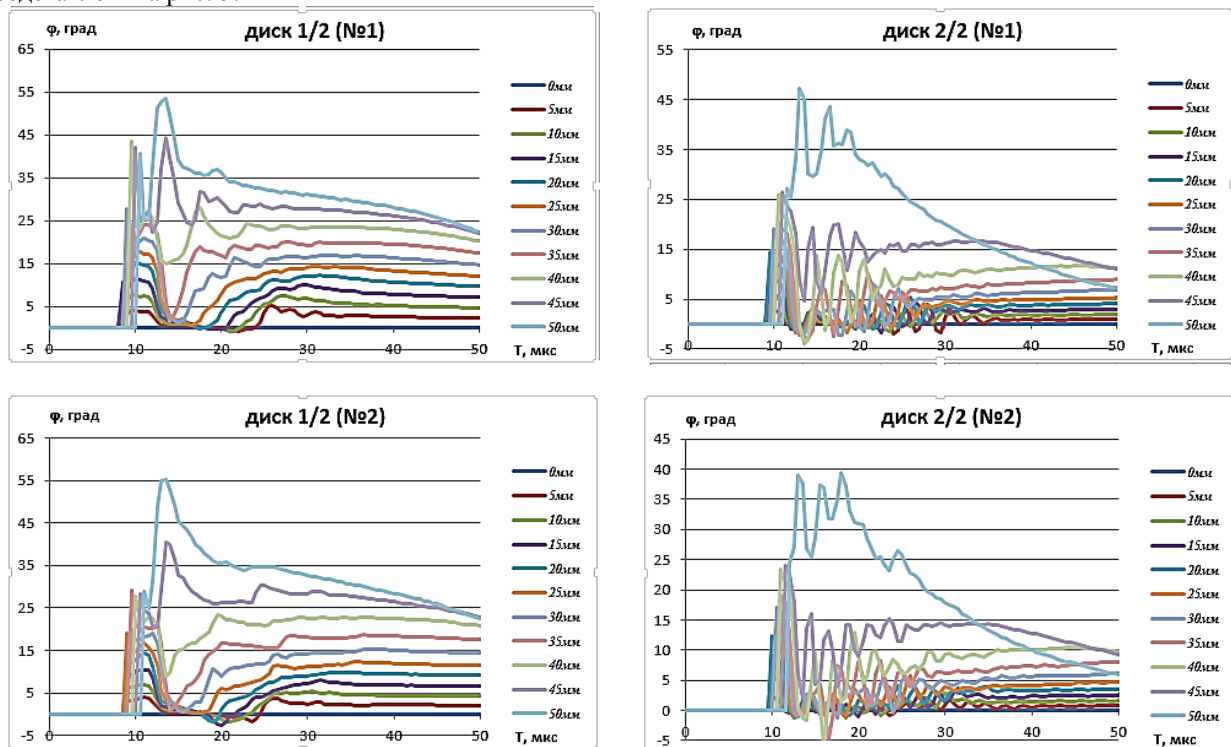 φ, град
диск 1/2 (№1)
65
55
45
35
25
15
5
-5
0
10
20
30
40
50
T, мкс
0мм
5мм
10мм
15мм
20мм
25мм
30мм
35мм
40мм
45мм
50мм
φ, град
диск 2/2 (№1)
55
45
35
25
15
5
-5
0
10
20
30
40
50
T, мкс
0мм
5мм
10мм
15мм
20мм
25мм
30мм
35мм
40мм
45мм
50мм
φ, град
диск 1/2 (№2)
65
55
45
35
25
15
5
-5
0
10
20
30
40
50
T, мкс
0мм
5мм
10мм
15мм
20мм
25мм
30мм
35мм
40мм
45мм
50мм
φ, град
диск 2/2 (№2)
45
40
35
30
25
20
15
10
5
0
-5
0
10
20
30
40
50
T, мкс
0мм
5мм
10мм
15мм
20мм
25мм
30мм
35мм
40мм
45мм
50мм